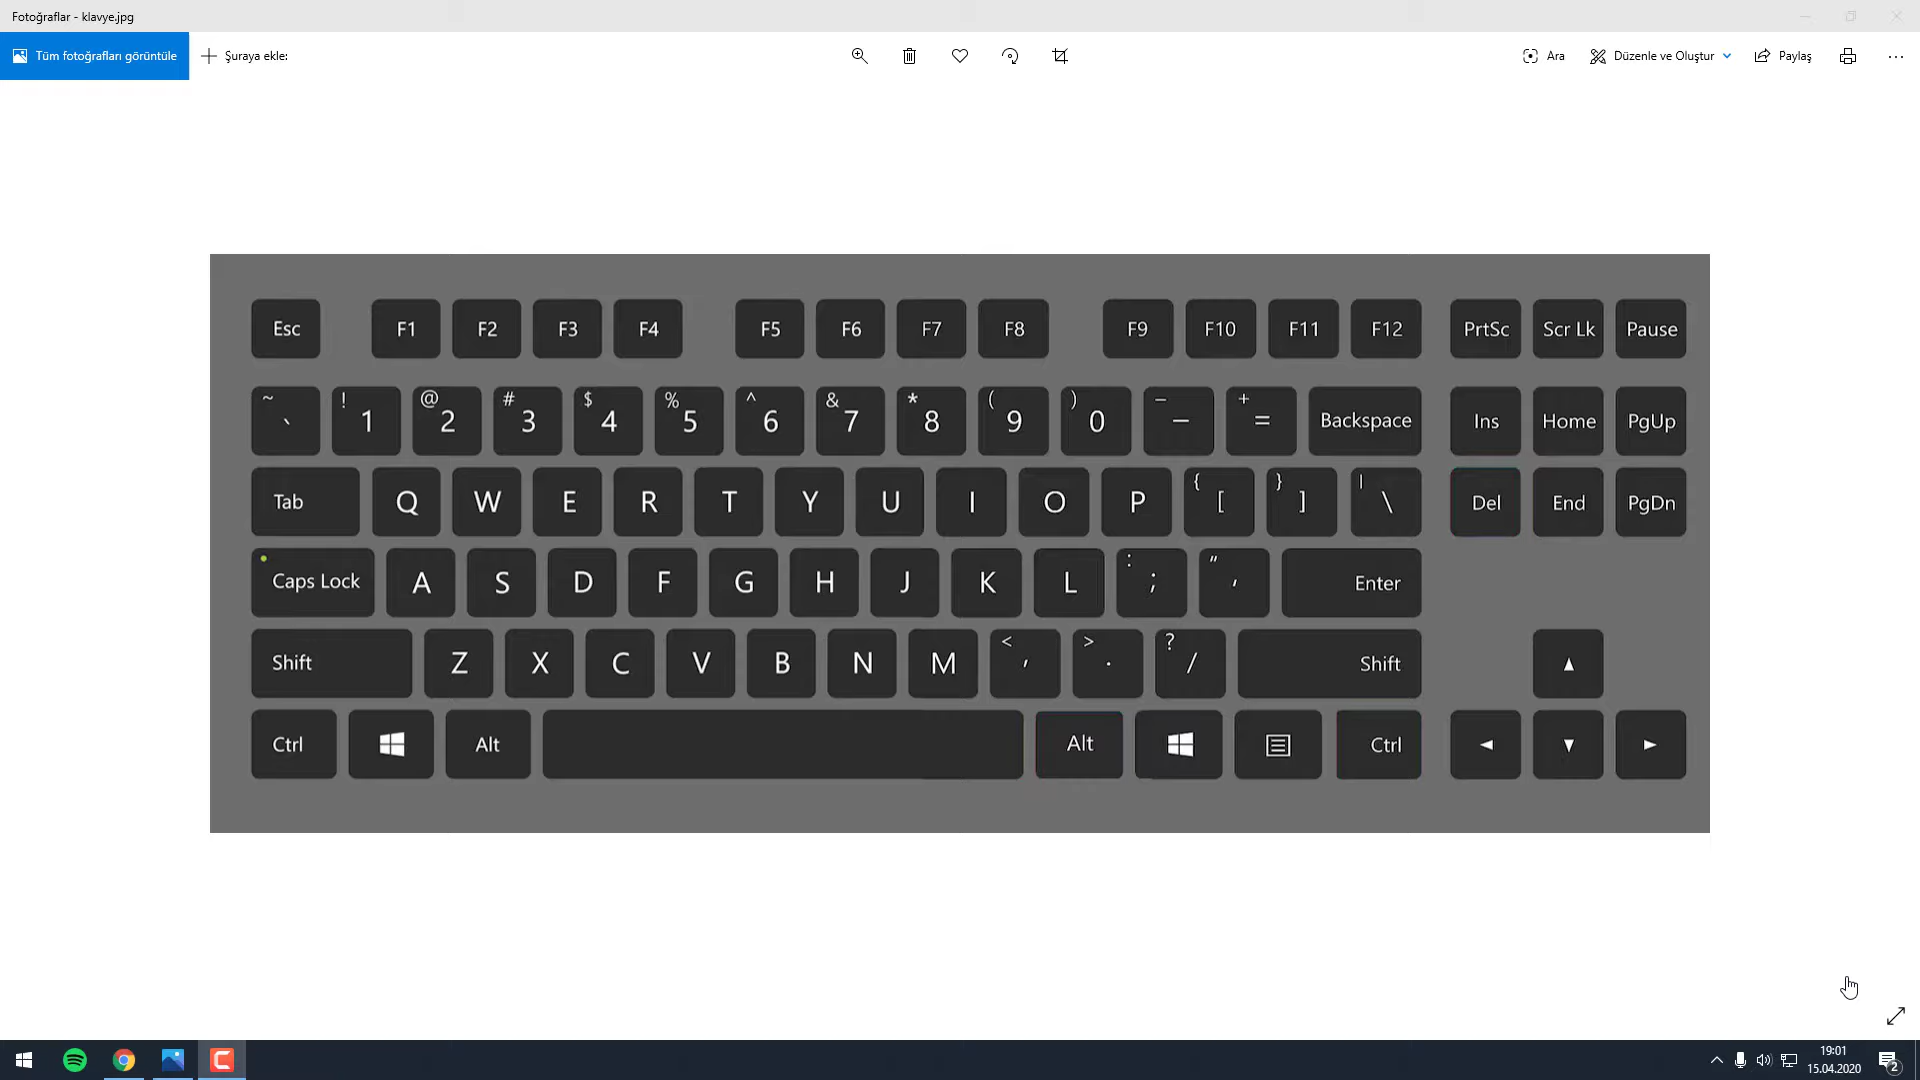 Fotoğraflar - klavye.jpg
Tüm fotoğrafları görüntüle Şuraya ekle: Ara Düzenle ve Oluştur Paylaş
Esc F1 F2 F3 F4 F5 F6 F7 F8 F9 F10 F11 F12 PrtSc Scr Lk Pause
~ ! @ # $ % ^ & * ( ) _ +
` 1 2 3 4 5 6 7 8 9 0 - = Backspace Ins Home PgUp
{ } |
Tab Q W E R T Y U I O P [ ] \ Del End PgDn
: "
Caps Lock A S D F G H J K L ; ' Enter
< > ?
Shift Z X C V B N M , . / Shift
Ctrl Alt Alt Ctrl
19:01
15.04.2020 2